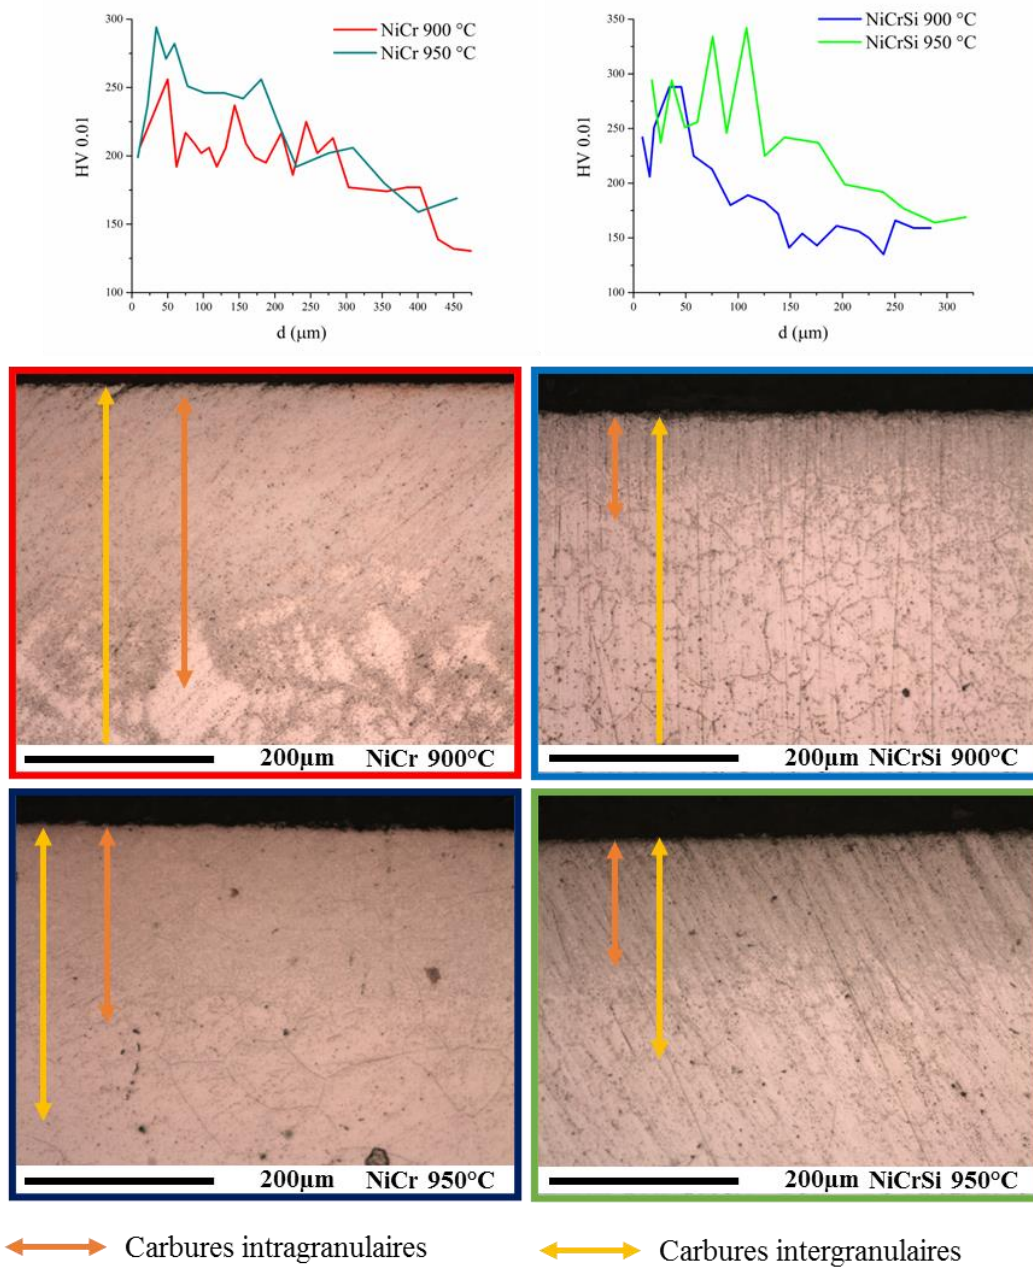 NiCr 900 °C
NiCr 950 °C
300
250
200
150
100
HV 0.01
0 50 100 150 200 250 300 350 400 450
d (µm)
NiCrSi 900 °C
NiCrSi 950 °C
350
300
250
200
150
100
HV 0.01
0 50 100 150 200 250 300
d (µm)
200µm NiCr 900°C
200µm NiCrSi 900°C
200µm NiCr 950°C
200µm NiCrSi 950°C
Carbures intragranulaires
Carbures intergranulaires